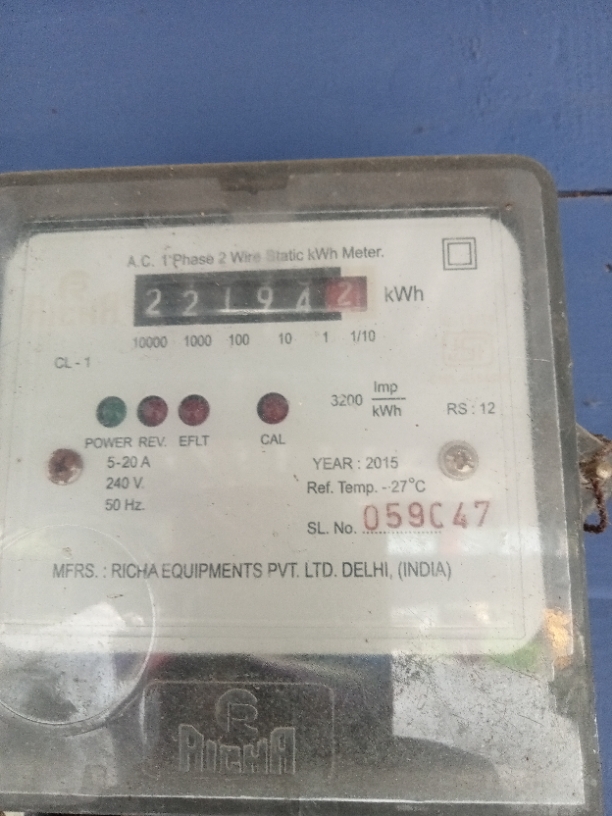 A.C. 1 Phase 2 Wire Static kWh Meter.
2 2 1 9 4 2 kWh
10000 1000 100 10 1 1/10
CL - 1
3200 Imp/kWh
RS : 12
POWER REV. EFLT CAL
5-20 A
240 V.
50 Hz.
YEAR : 2015
Ref. Temp. - 27°C
SL. No.
MFRS. : RICHA EQUIPMENTS PVT. LTD. DELHI, (INDIA)
RICHA